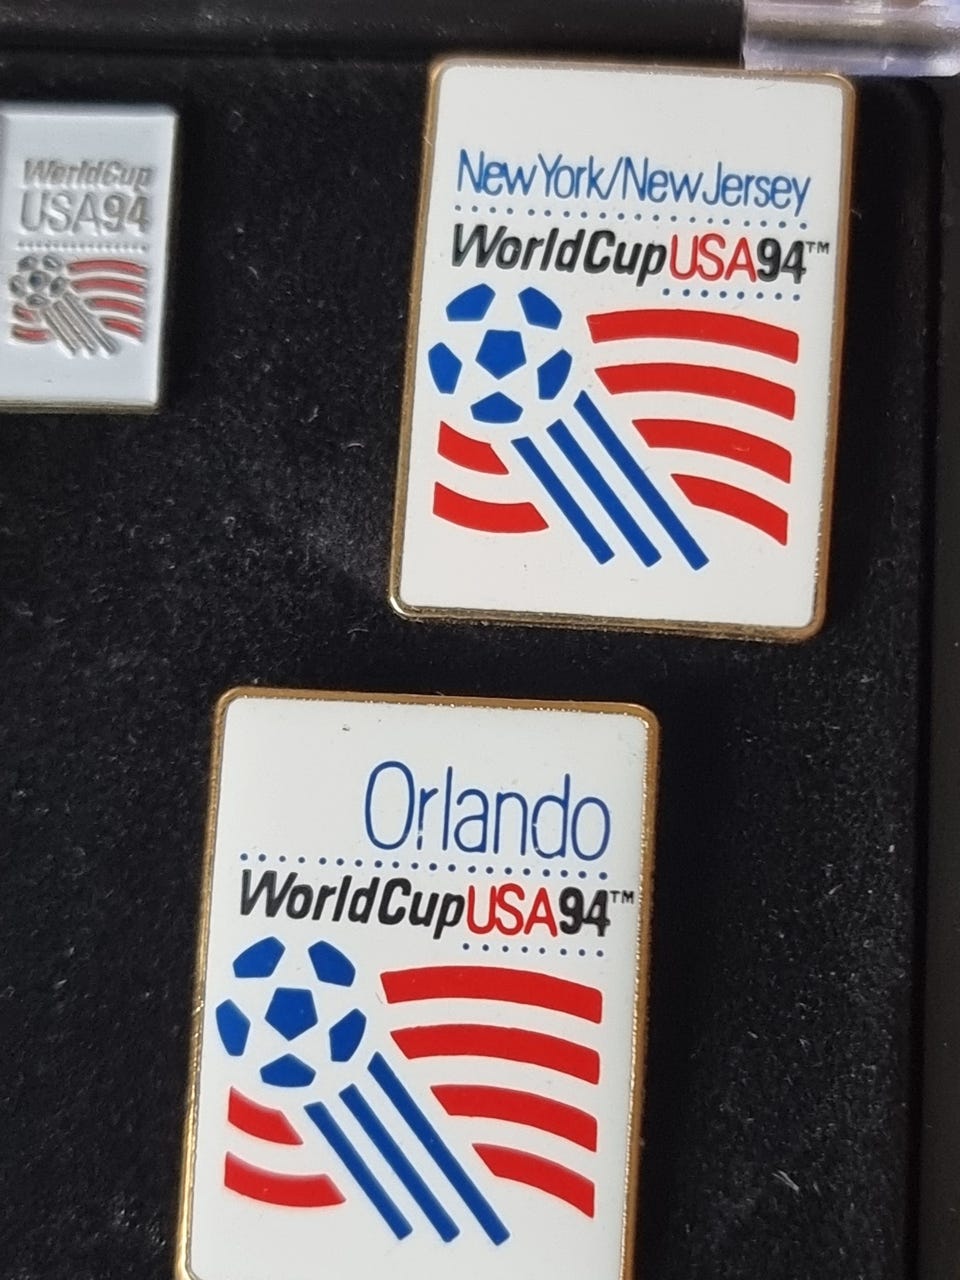 WorldCup
USA94
New York/New Jersey
WorldCupUSA94™
Orlando
WorldCupUSA94™